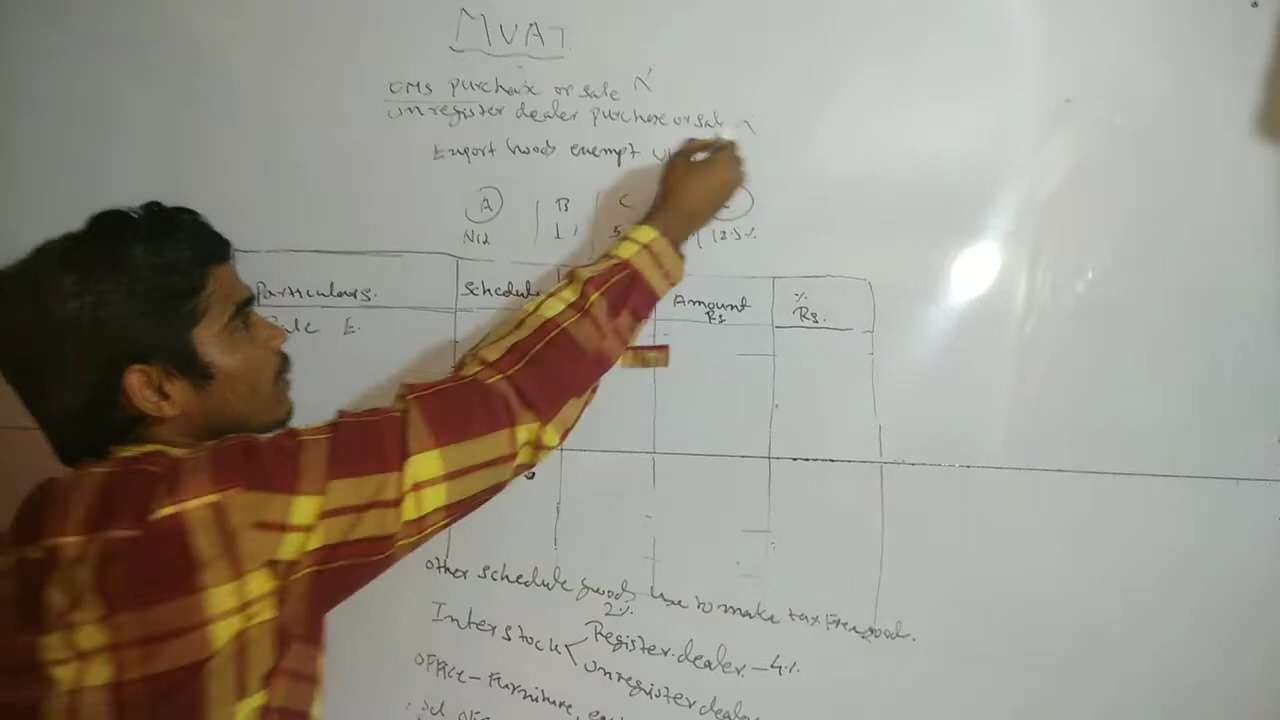 MVAT
OMS purchase or sale X
unregister dealer purchase or sale X
Export Goods exempt
A B C
Nil 1% 5 12.5%
Particulars. Schedule Amount Rs % Rs.
Sale E.
Other schedule goods use to make tax Free good.
2%
Inter stock < Register dealer - 4%
unregister dealer
Office - Furniture,